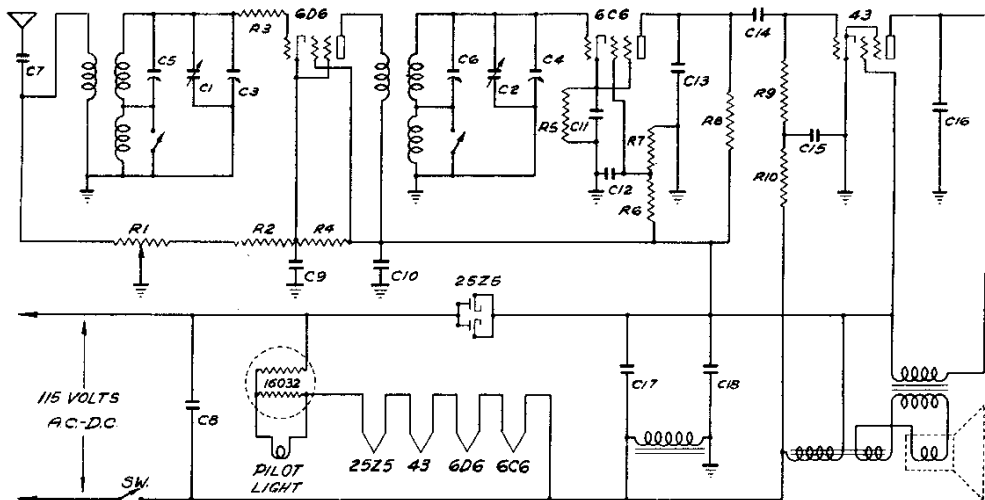 6D6
6C6
43
R3
C14
C7
C5
C1
C3
C6
C2
C4
R5
C11
C13
R7
R8
R9
C15
C16
C12
R6
R10
R1
R2
R4
C9
C10
25Z5
115 VOLTS
A.C.-D.C.
C8
16032
PILOT
LIGHT
25Z5
43
6D6
6C6
C17
C18
SW.